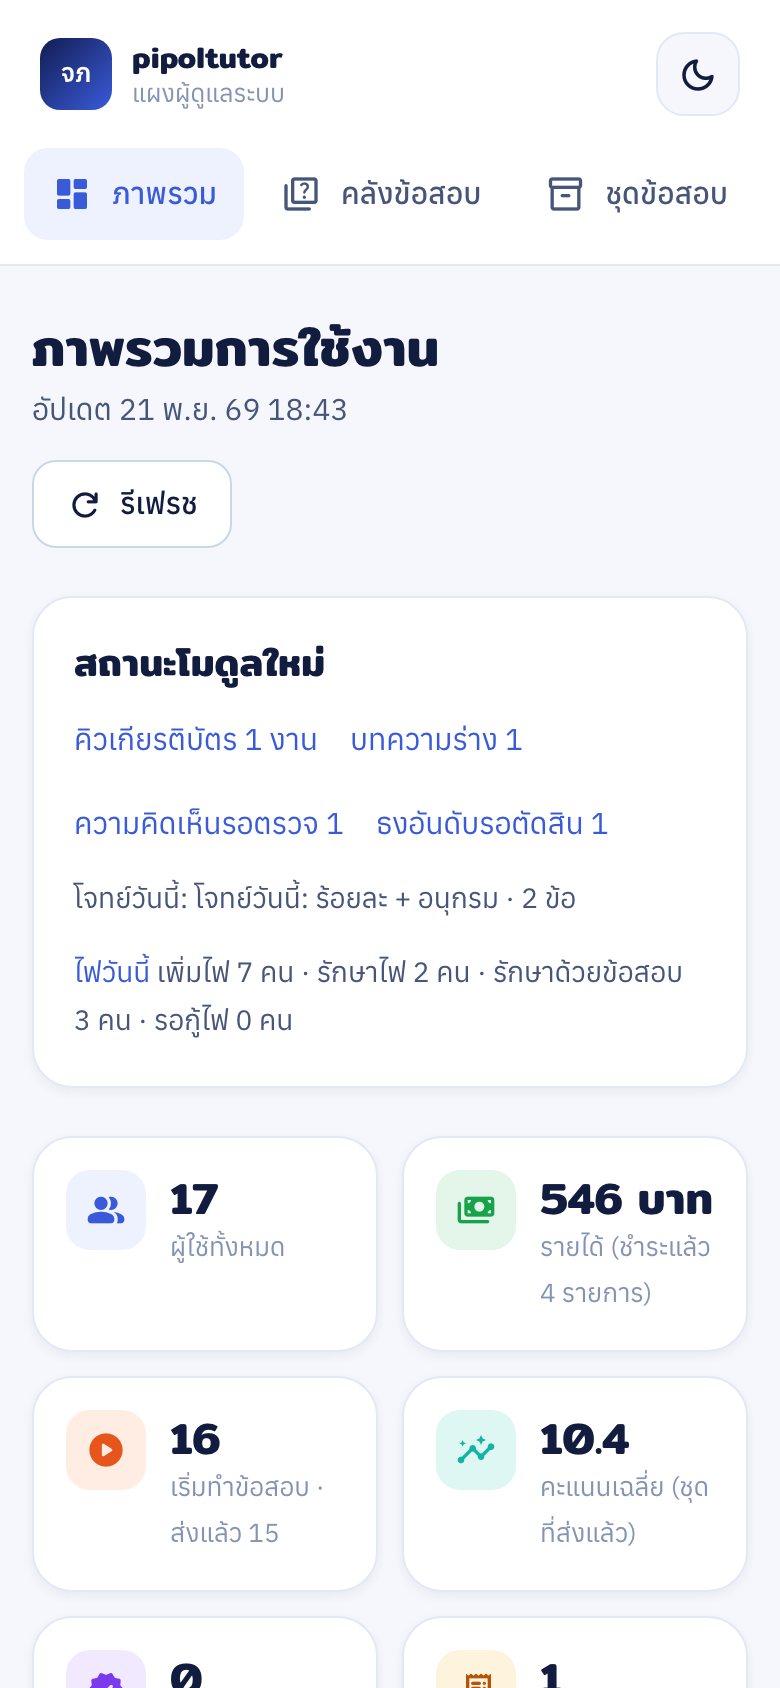 จภ
pipoltutor
แผงผู้ดูแลระบบ
ภาพรวม
คลังข้อสอบ
ชุดข้อสอบ
ภาพรวมการใช้งาน
อัปเดต 21 พ.ย. 69 18:43
รีเฟรช
สถานะโมดูลใหม่
คิวเกียรติบัตร 1 งาน บทความร่าง 1
ความคิดเห็นรอตรวจ 1 ธงอันดับรอตัดสิน 1
โจทย์วันนี้: โจทย์วันนี้: ร้อยละ + อนุกรม · 2 ข้อ
ไฟวันนี้ เพิ่มไฟ 7 คน · รักษาไฟ 2 คน · รักษาด้วยข้อสอบ
3 คน · รอกู้ไฟ 0 คน
17
ผู้ใช้ทั้งหมด
546 บาท
รายได้ (ชำระแล้ว
4 รายการ)
16
เริ่มทำข้อสอบ ·
ส่งแล้ว 15
10.4
คะแนนเฉลี่ย (ชุด
ที่ส่งแล้ว)
0
1